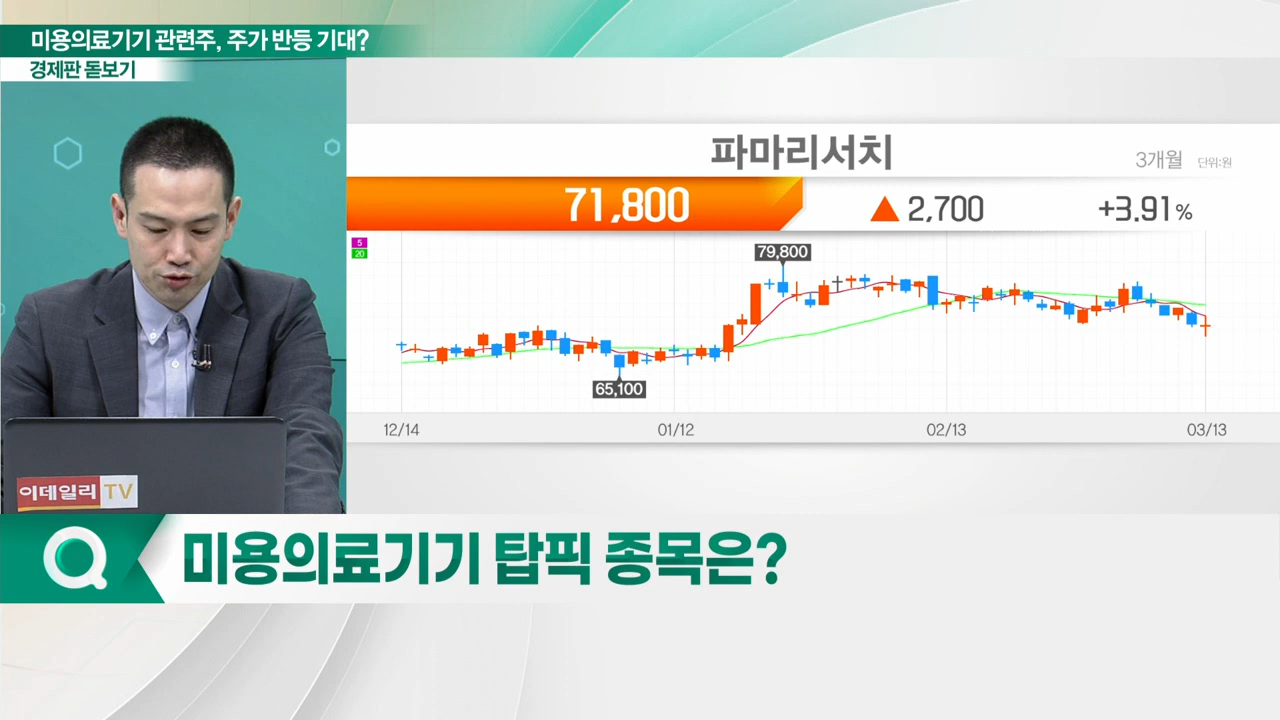 미용의료기기 관련주, 주가 반등 기대?
경제판 돋보기
파마리서치
3개월 단위:원
71,800 ▲ 2,700 +3.91%
5
20
79,800
65,100
12/14 01/12 02/13 03/13
이데일리 TV
미용의료기기 탑픽 종목은?